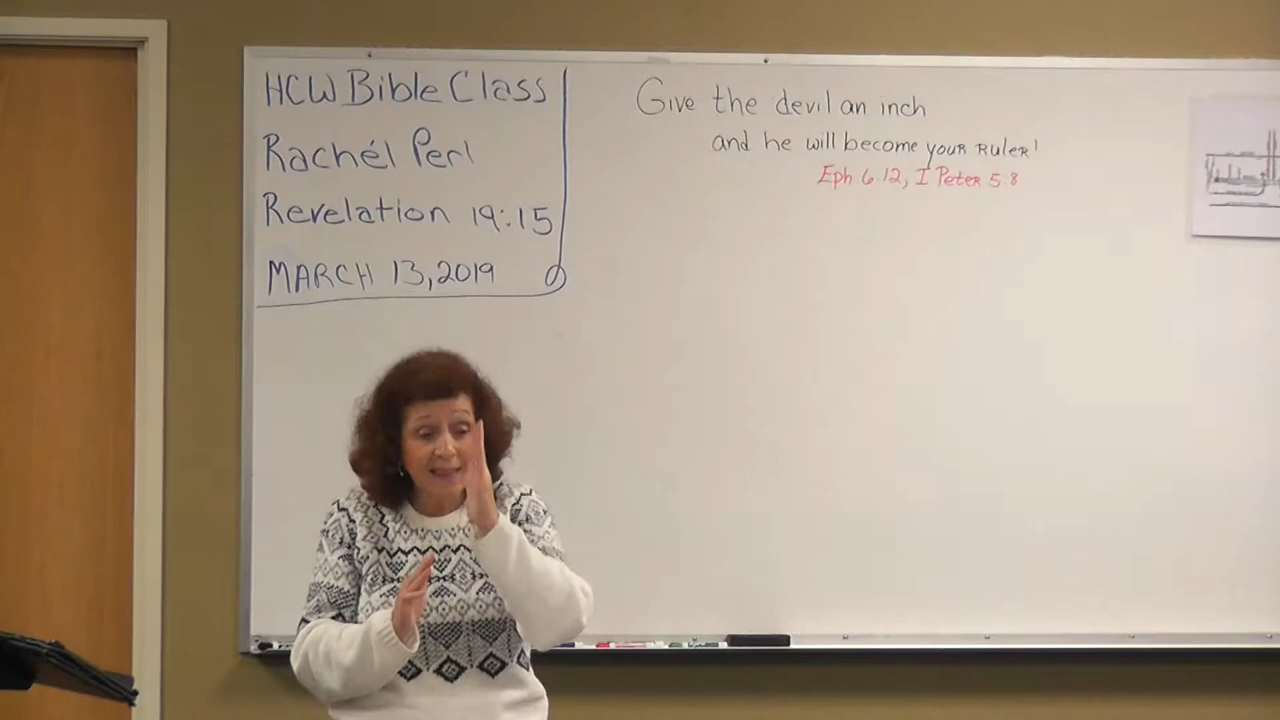 HCW Bible Class
Rachél Perl
Revelation 19:15
MARCH 13, 2019
Give the devil an inch
and he will become your ruler!
Eph 6.12, I Peter 5.8